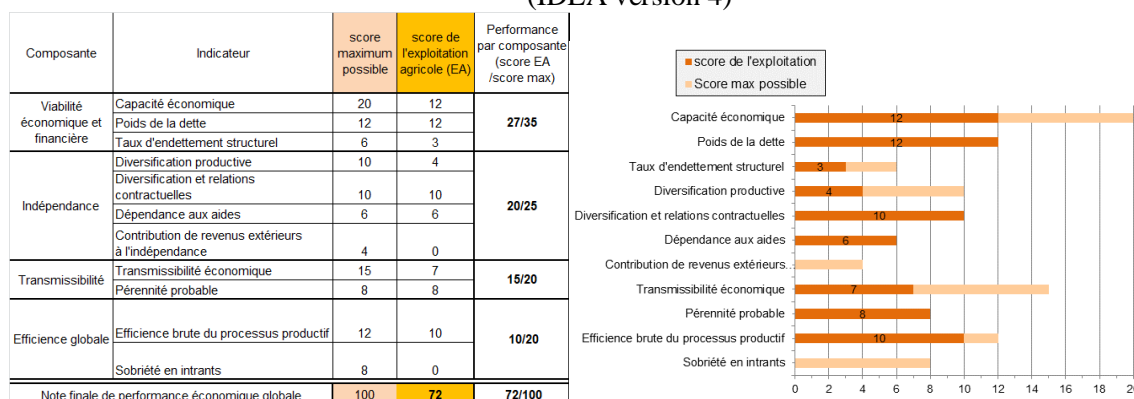 (IDEA version 4)
Composante
Indicateur
score
maximum
possible
score de
l'exploitation
agricole (EA)
Performance
par composante
(score EA
/score max)
Viabilité
économique et
financière
Capacité économique 20 12
Poids de la dette 12 12
Taux d'endettement structurel 6 3
27/35
Indépendance
Diversification productive 10 4
Diversification et relations
contractuelles 10 10
Dépendance aux aides 6 6
Contribution de revenus extérieurs
à l'indépendance 4 0
20/25
Transmissibilité
Transmissibilité économique 15 7
Pérennité probable 8 8
15/20
Efficience globale
Efficience brute du processus productif 12 10
Sobriété en intrants 8 0
10/20
Note finale de performance économique globale 100 72 72/100
score de l'exploitation
Score max possible
Capacité économique 12
Poids de la dette 12
Taux d'endettement structurel 3
Diversification productive 4
Diversification et relations contractuelles 10
Dépendance aux aides 6
Contribution de revenus extérieurs..
Transmissibilité économique 7
Pérennité probable 8
Efficience brute du processus productif 10
Sobriété en intrants
0 2 4 6 8 10 12 14 16 18 20